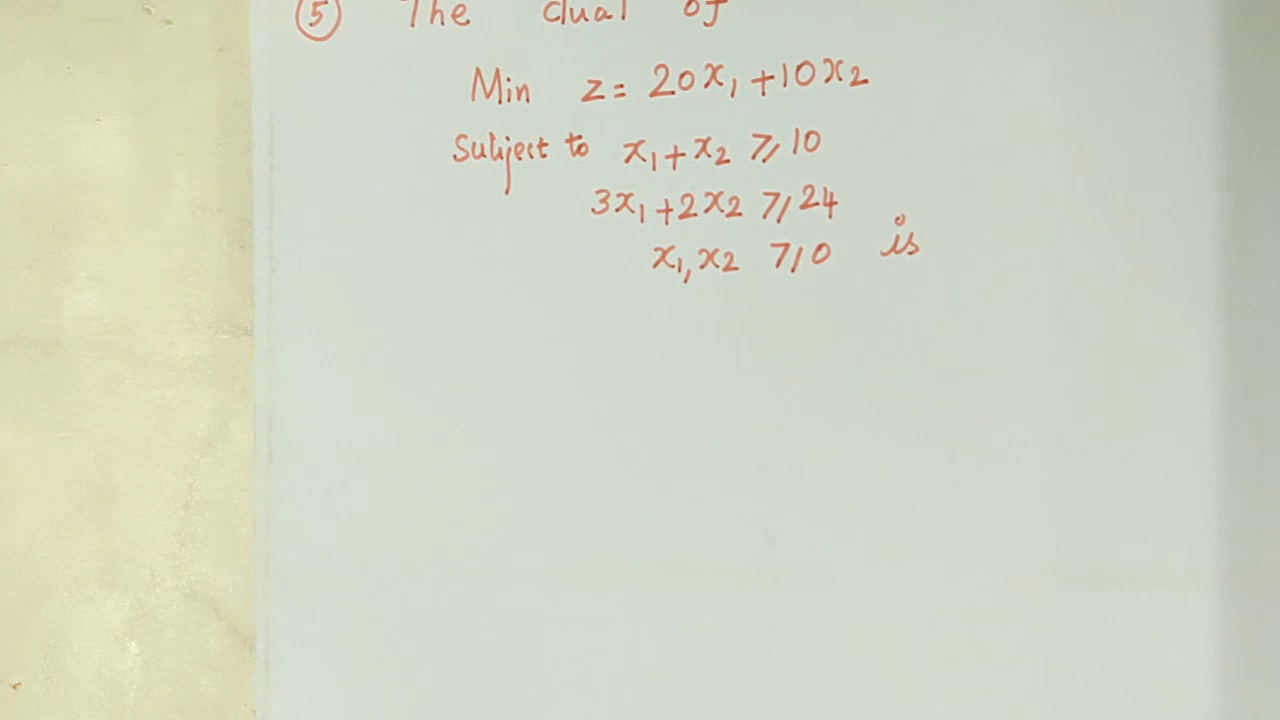 ⑤ The dual of
Min z = 20x₁ + 10x₂
Subject to x₁ + x₂ ⩾ 10
3x₁ + 2x₂ ⩾ 24
x₁, x₂ ⩾ 0 is